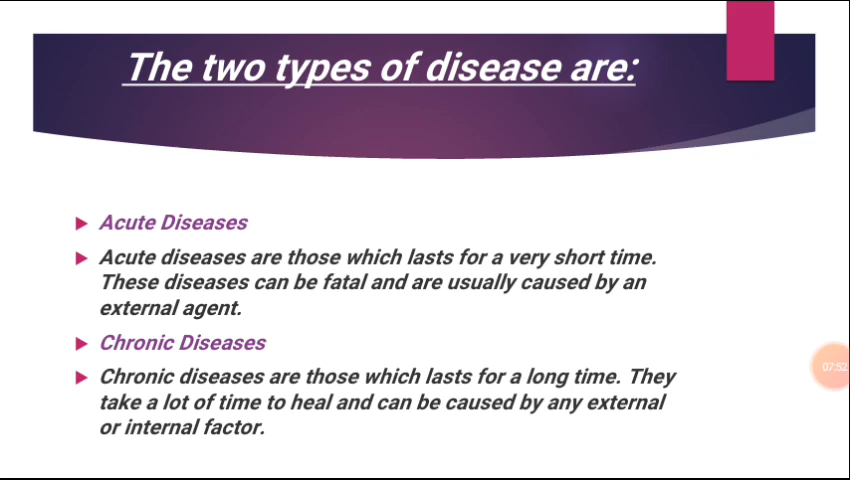 The two types of disease are:
Acute Diseases
Acute diseases are those which lasts for a very short time.
These diseases can be fatal and are usually caused by an
external agent.
Chronic Diseases
Chronic diseases are those which lasts for a long time. They
take a lot of time to heal and can be caused by any external
or internal factor.
07:52